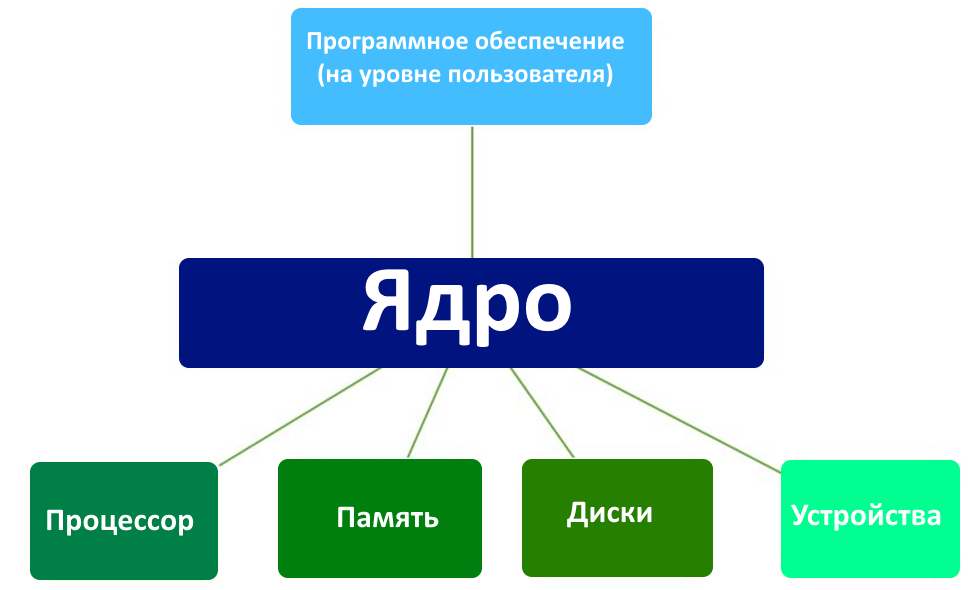 Программное обеспечение
(на уровне пользователя)
Ядро
Процессор
Память
Диски
Устройства